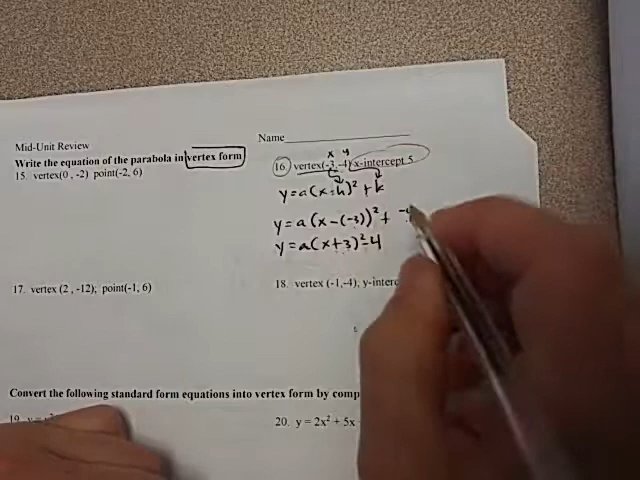 Mid-Unit Review
Name
Write the equation of the parabola in vertex form
15. vertex(0 , -2) point(-2, 6)
x y
16. vertex(-3,-4) x-intercept 5
y=a(x-h)²+k
y=a(x-(-3))²+ -4
y=a(x+3)²-4
17. vertex (2 , -12); point(-1, 6)
18. vertex (-1,-4), 
Convert the following standard form equations into vertex form by
19.
20. y = 2x² + 5x